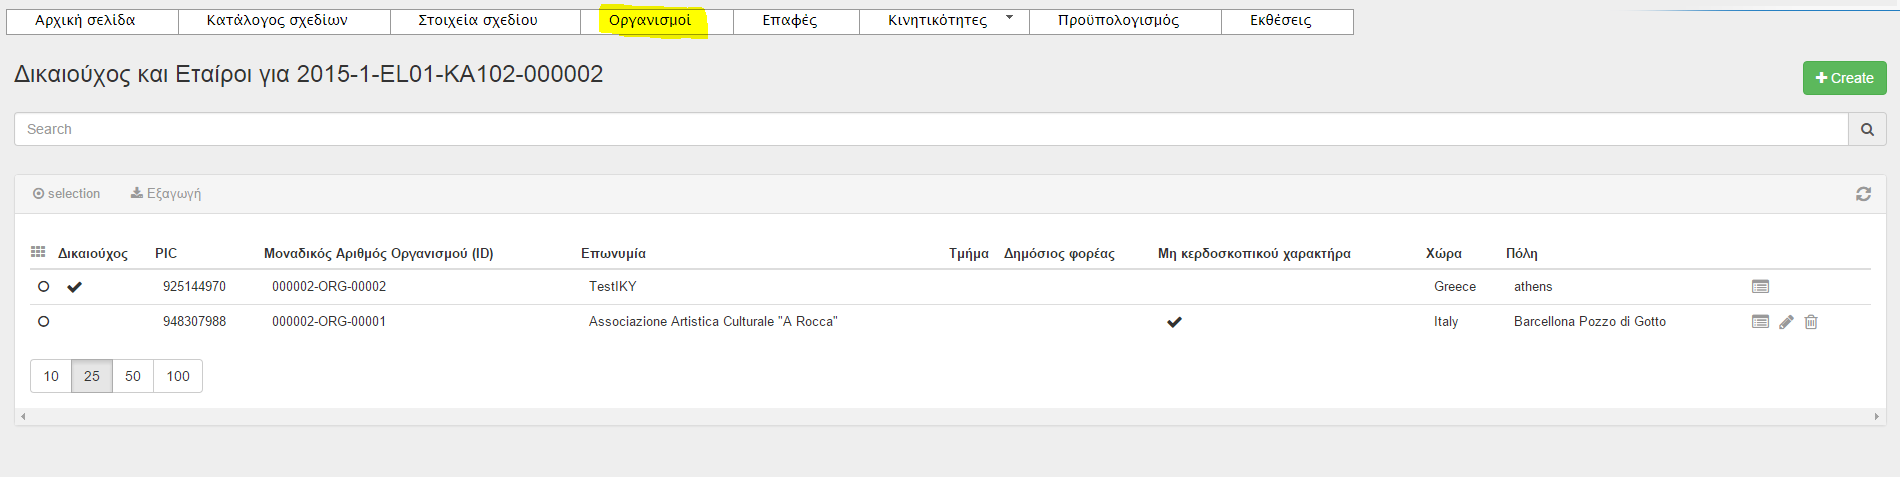 Αρχική σελίδα Κατάλογος σχεδίων Στοιχεία σχεδίου Οργανισμοί Επαφές Κινητικότητες Προϋπολογισμός Εκθέσεις
Δικαιούχος και Εταίροι για 2015-1-EL01-KA102-000002
Create
Search
selection Εξαγωγή
Δικαιούχος PIC Μοναδικός Αριθμός Οργανισμού (ID) Επωνυμία Τμήμα Δημόσιος φορέας Μη κερδοσκοπικού χαρακτήρα Χώρα Πόλη
925144970 000002-ORG-00002 TestIKY Greece athens
948307988 000002-ORG-00001 Associazione Artistica Culturale "A Rocca" Italy Barcellona Pozzo di Gotto
10 25 50 100